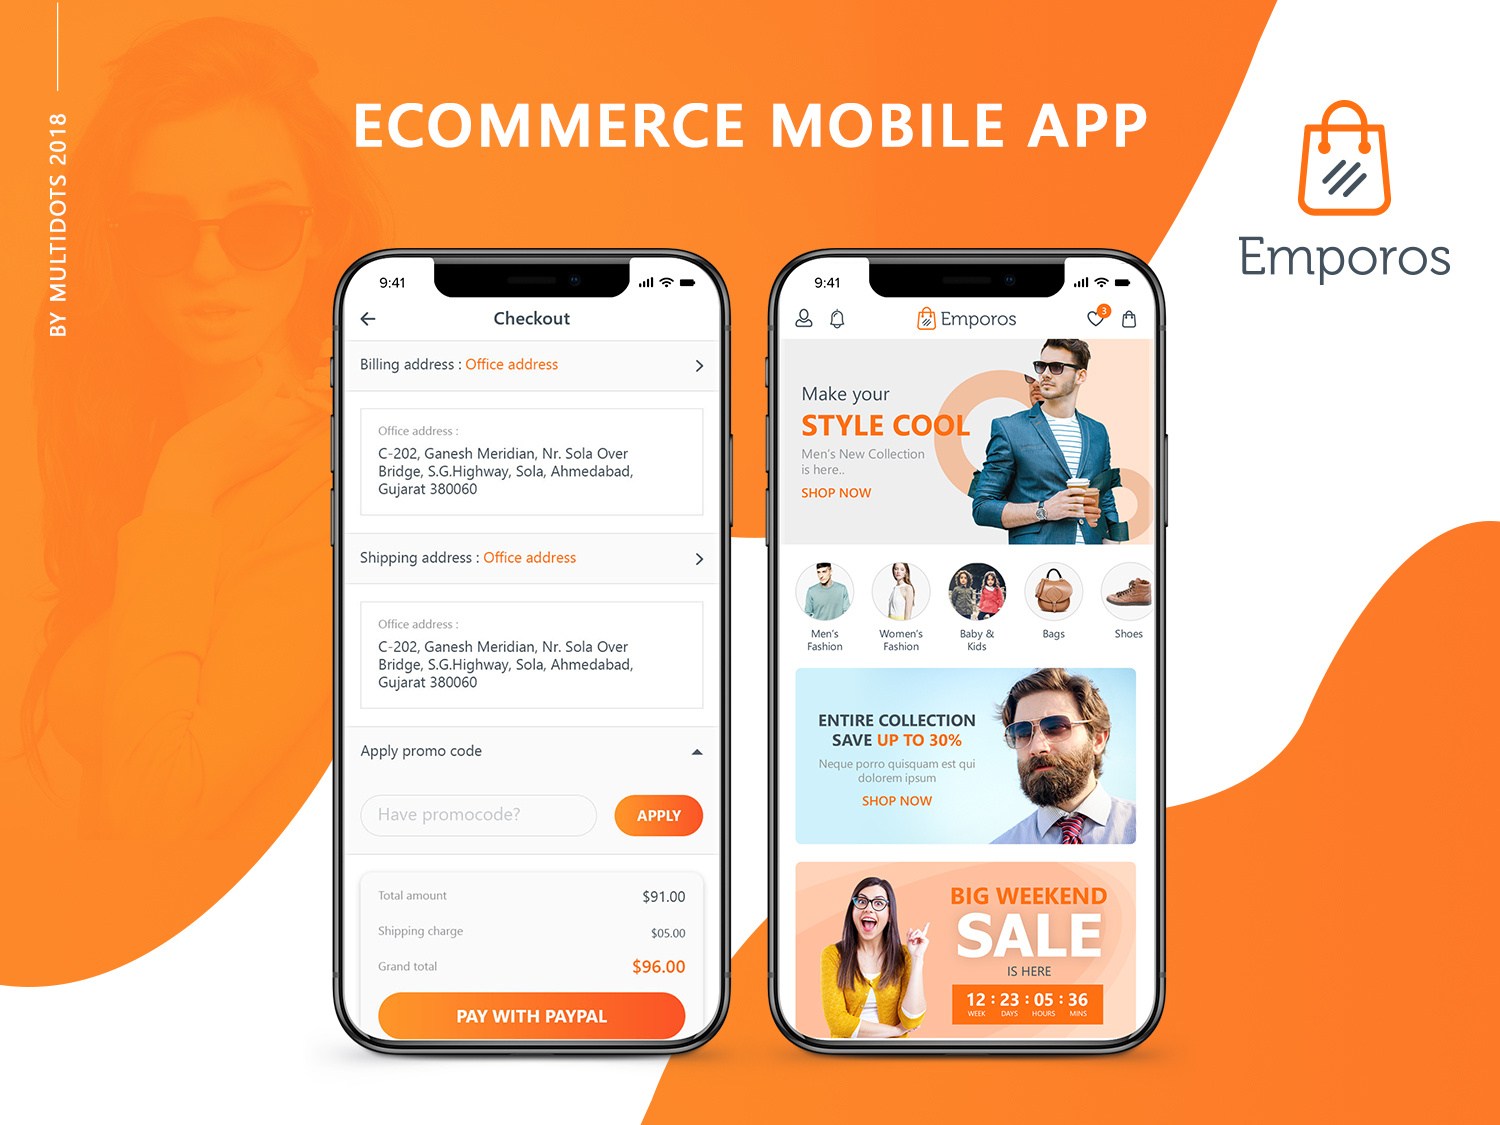 BY MULTIDOTS 2018
ECOMMERCE MOBILE APP
Emporos
9:41
Checkout
Billing address : Office address
Office address :
C-202, Ganesh Meridian, Nr. Sola Over
Bridge, S.G.Highway, Sola, Ahmedabad,
Gujarat 380060
Shipping address : Office address
Office address :
C-202, Ganesh Meridian, Nr. Sola Over
Bridge, S.G.Highway, Sola, Ahmedabad,
Gujarat 380060
Apply promo code
Have promocode?
APPLY
Total amount $91.00
Shipping charge $05.00
Grand total $96.00
PAY WITH PAYPAL
9:41
Emporos
3
Make your
STYLE COOL
Men's New Collection
is here..
SHOP NOW
Men's
Fashion
Women's
Fashion
Baby &
Kids
Bags
Shoes
ENTIRE COLLECTION
SAVE UP TO 30%
Neque porro quisquam est qui
dolorem ipsum
SHOP NOW
BIG WEEKEND
SALE
IS HERE
12 : 23 : 05 : 36
WEEK DAYS HOURS MINS